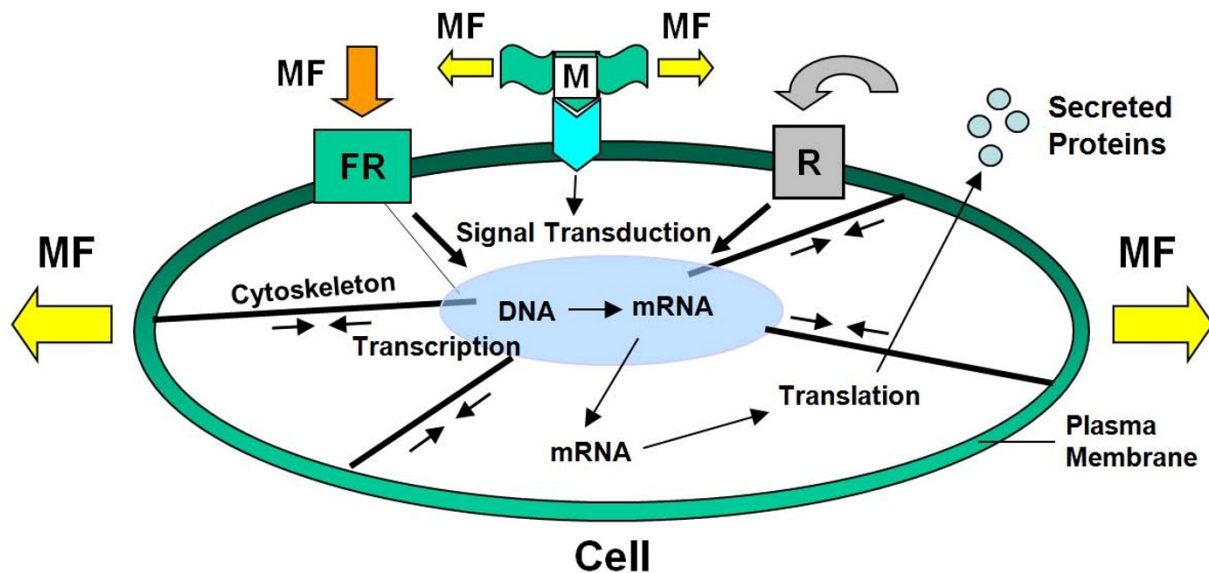 MF
MF
MF
M
FR
R
Secreted
Proteins
Signal Transduction
MF
MF
Cytoskeleton
DNA
mRNA
Transcription
Translation
mRNA
Plasma
Membrane
Cell